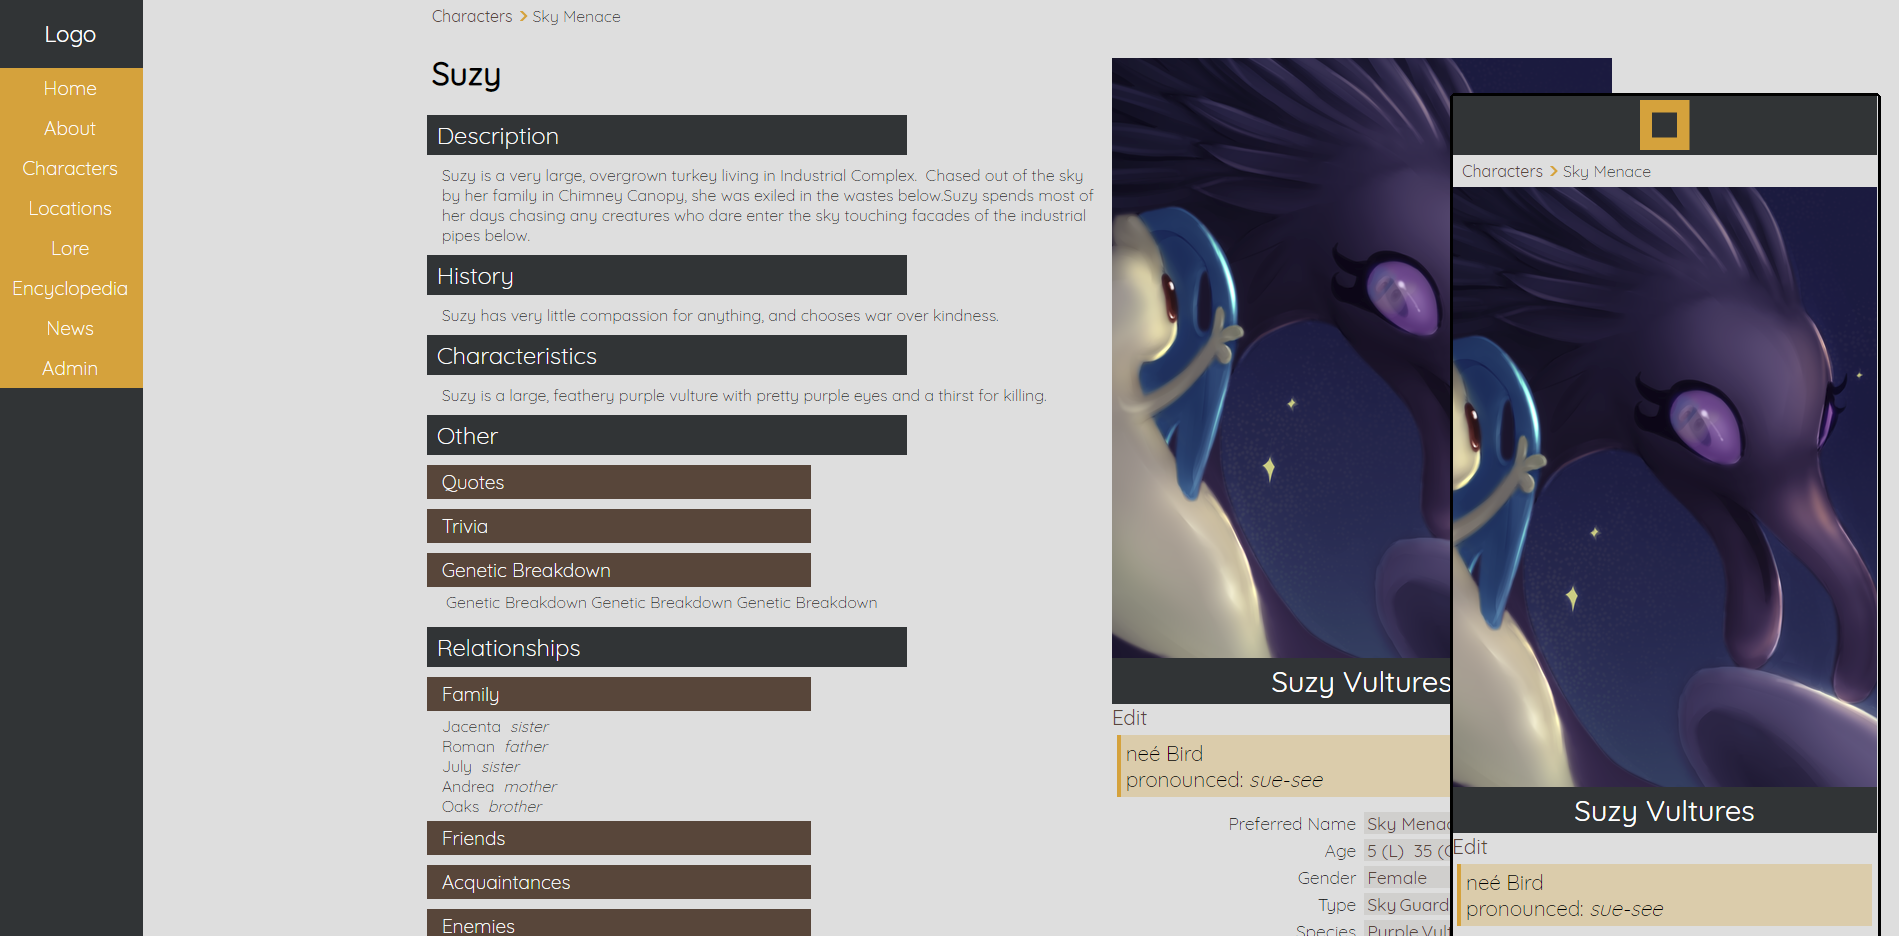 Logo
Home
About
Characters
Locations
Lore
Encyclopedia
News
Admin
Characters > Sky Menace
Suzy
Description
Suzy is a very large, overgrown turkey living in Industrial Complex.  Chased out of the sky
by her family in Chimney Canopy, she was exiled in the wastes below.Suzy spends most of
her days chasing any creatures who dare enter the sky touching facades of the industrial
pipes below.
History
Suzy has very little compassion for anything, and chooses war over kindness.
Characteristics
Suzy is a large, feathery purple vulture with pretty purple eyes and a thirst for killing.
Other
Quotes
Trivia
Genetic Breakdown
Genetic Breakdown Genetic Breakdown Genetic Breakdown
Relationships
Family
Jacenta sister
Roman father
July sister
Andrea mother
Oaks brother
Friends
Acquaintances
Enemies
Suzy Vultures
Edit
neé Bird
pronounced: sue-see
Preferred Name Sky Menac
Age 5 (L) 35 (
Gender Female
Type Sky Guard
Species Purple Vult
Characters > Sky Menace
Suzy Vultures
Edit
neé Bird
pronounced: sue-see